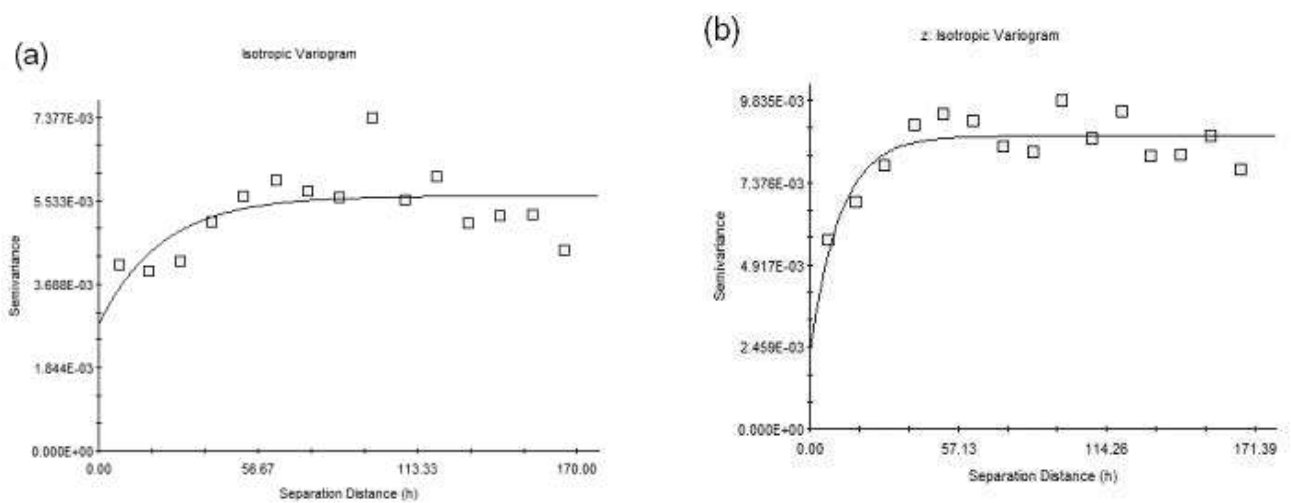 (a)
Isotropic Variogram
7.377E-03
5.533E-03
3.688E-03
1.844E-03
0.000E+00
Semivariance
0.00
56.67
113.33
170.00
Separation Distance (h)
(b)
z: Isotropic Variogram
9.835E-03
7.376E-03
4.917E-03
2.459E-03
0.000E+00
Semivariance
0.00
57.13
114.26
171.39
Separation Distance (h)